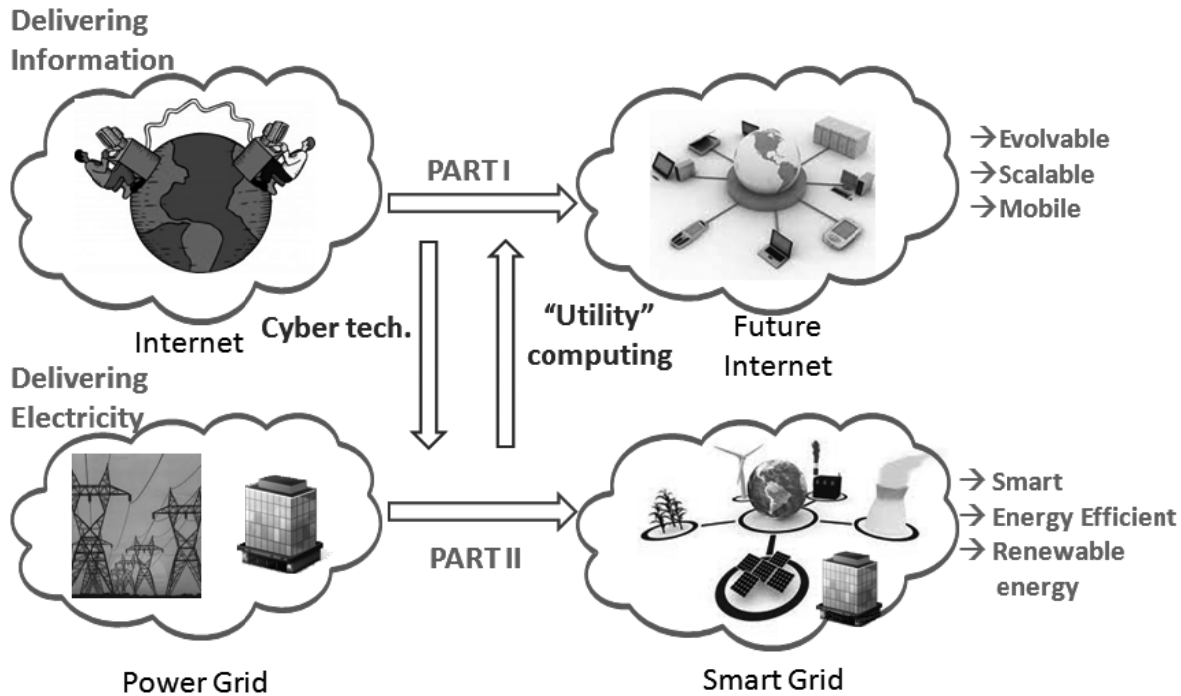 Delivering
Information
PART I
→Evolvable
→Scalable
→Mobile
Internet
Cyber tech.
“Utility”
computing
Future
Internet
Delivering
Electricity
PART II
→ Smart
→ Energy Efficient
→ Renewable
energy
Power Grid
Smart Grid